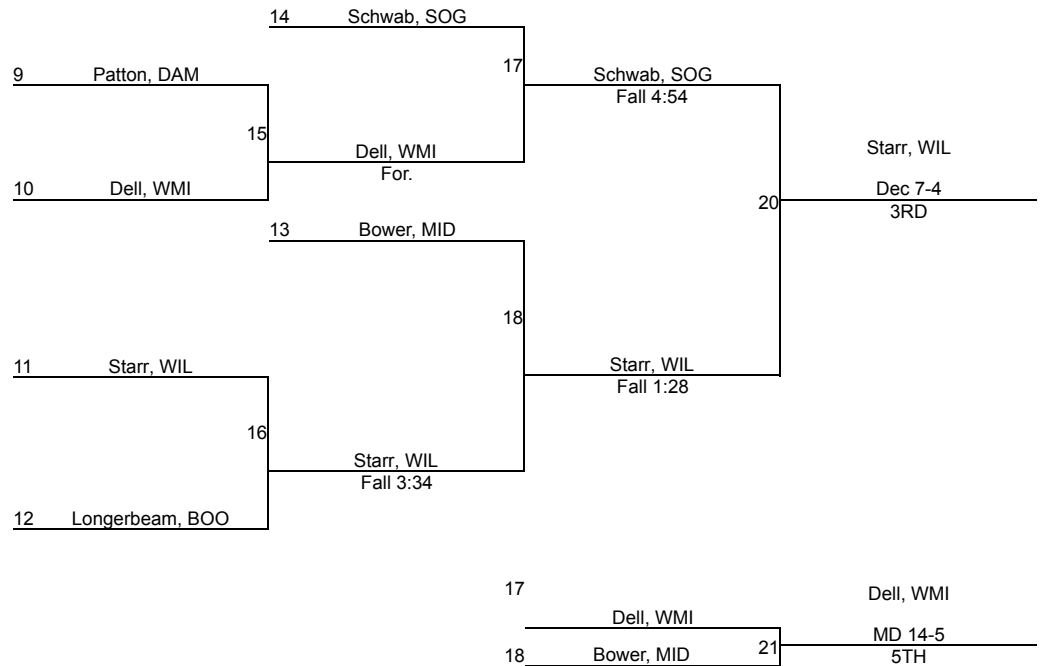 14 Schwab, SOG
9 Patton, DAM
17
Schwab, SOG
Fall 4:54
15
Dell, WMI
For.
Starr, WIL
10 Dell, WMI
20
Dec 7-4
3RD
13 Bower, MID
18
11 Starr, WIL
Starr, WIL
Fall 1:28
16
Starr, WIL
Fall 3:34
12 Longerbeam, BOO
17
Dell, WMI
Dell, WMI
21
MD 14-5
18 Bower, MID
5TH